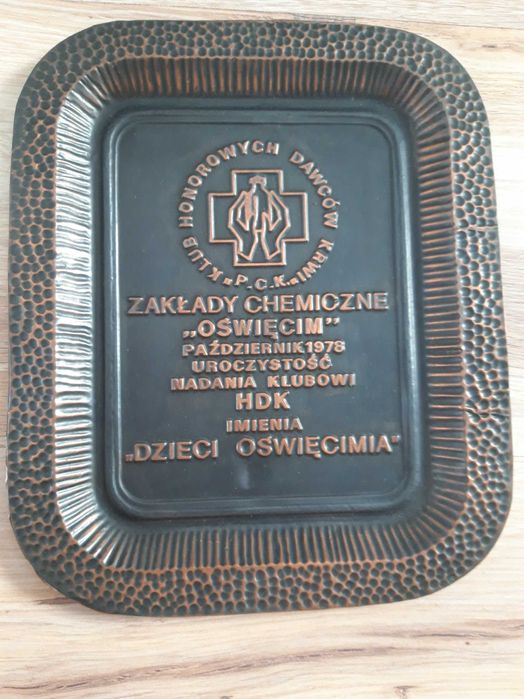 KLUB HONOROWYCH DAWCÓW KRWI
„P.C.K.”
ZAKŁADY CHEMICZNE
„OŚWIĘCIM”
PAŹDZIERNIK 1978
UROCZYSTOŚĆ
NADANIA KLUBOWI
HDK
IMIENIA
„DZIECI OŚWIĘCIMIA”